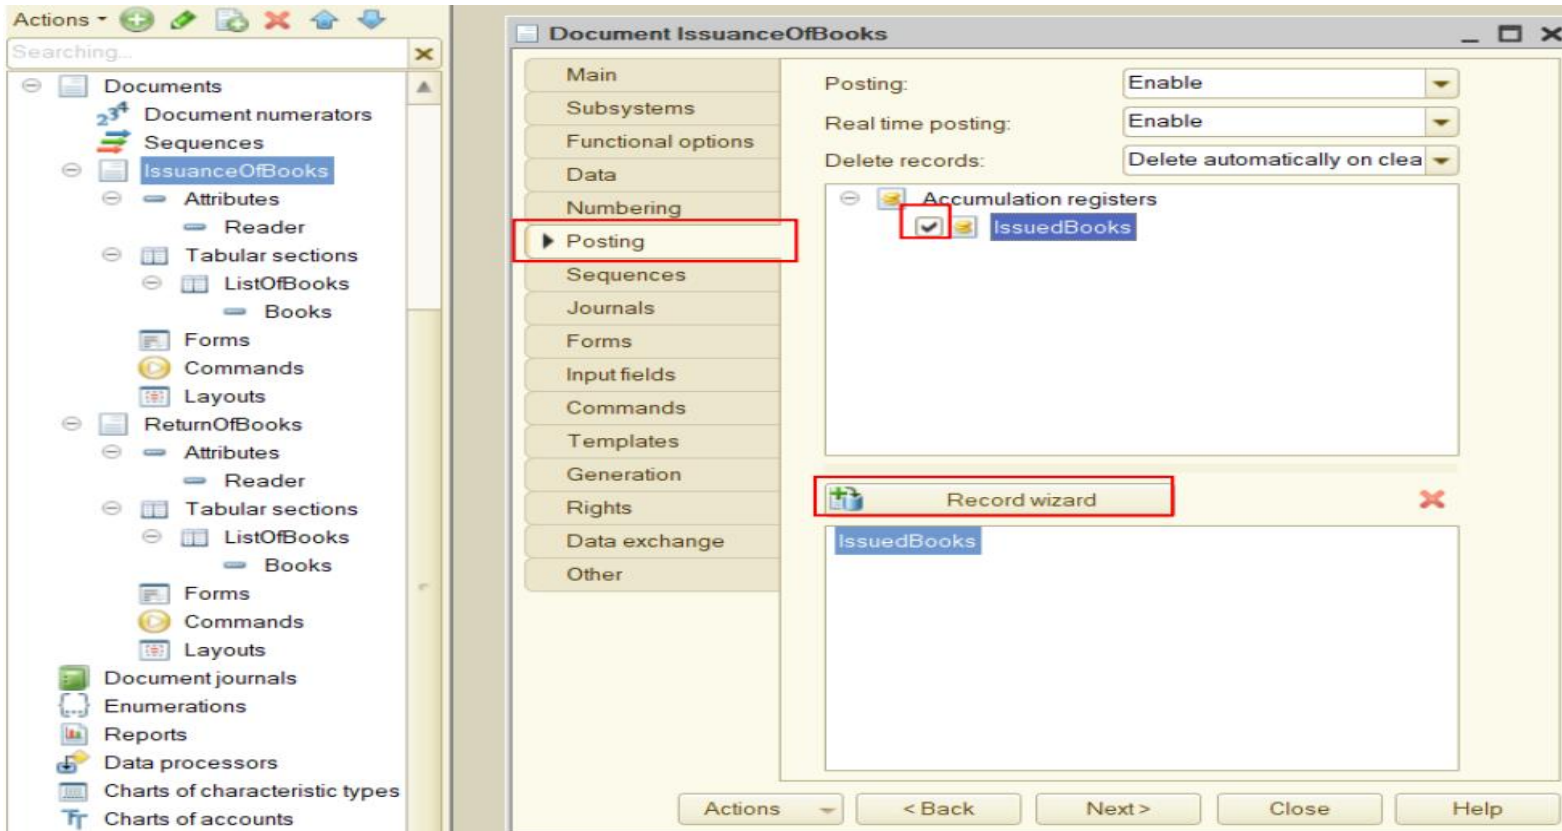 Actions
Searching...
Documents
Document numerators
Sequences
IssuanceOfBooks
Attributes
Reader
Tabular sections
ListOfBooks
Books
Forms
Commands
Layouts
ReturnOfBooks
Attributes
Reader
Tabular sections
ListOfBooks
Books
Forms
Commands
Layouts
Document journals
Enumerations
Reports
Data processors
Charts of characteristic types
Charts of accounts
Document IssuanceOfBooks
Main
Subsystems
Functional options
Data
Numbering
Posting
Sequences
Journals
Forms
Input fields
Commands
Templates
Generation
Rights
Data exchange
Other
Posting: Enable
Real time posting: Enable
Delete records: Delete automatically on clea
Accumulation registers
IssuedBooks
Record wizard
IssuedBooks
Actions < Back Next > Close Help